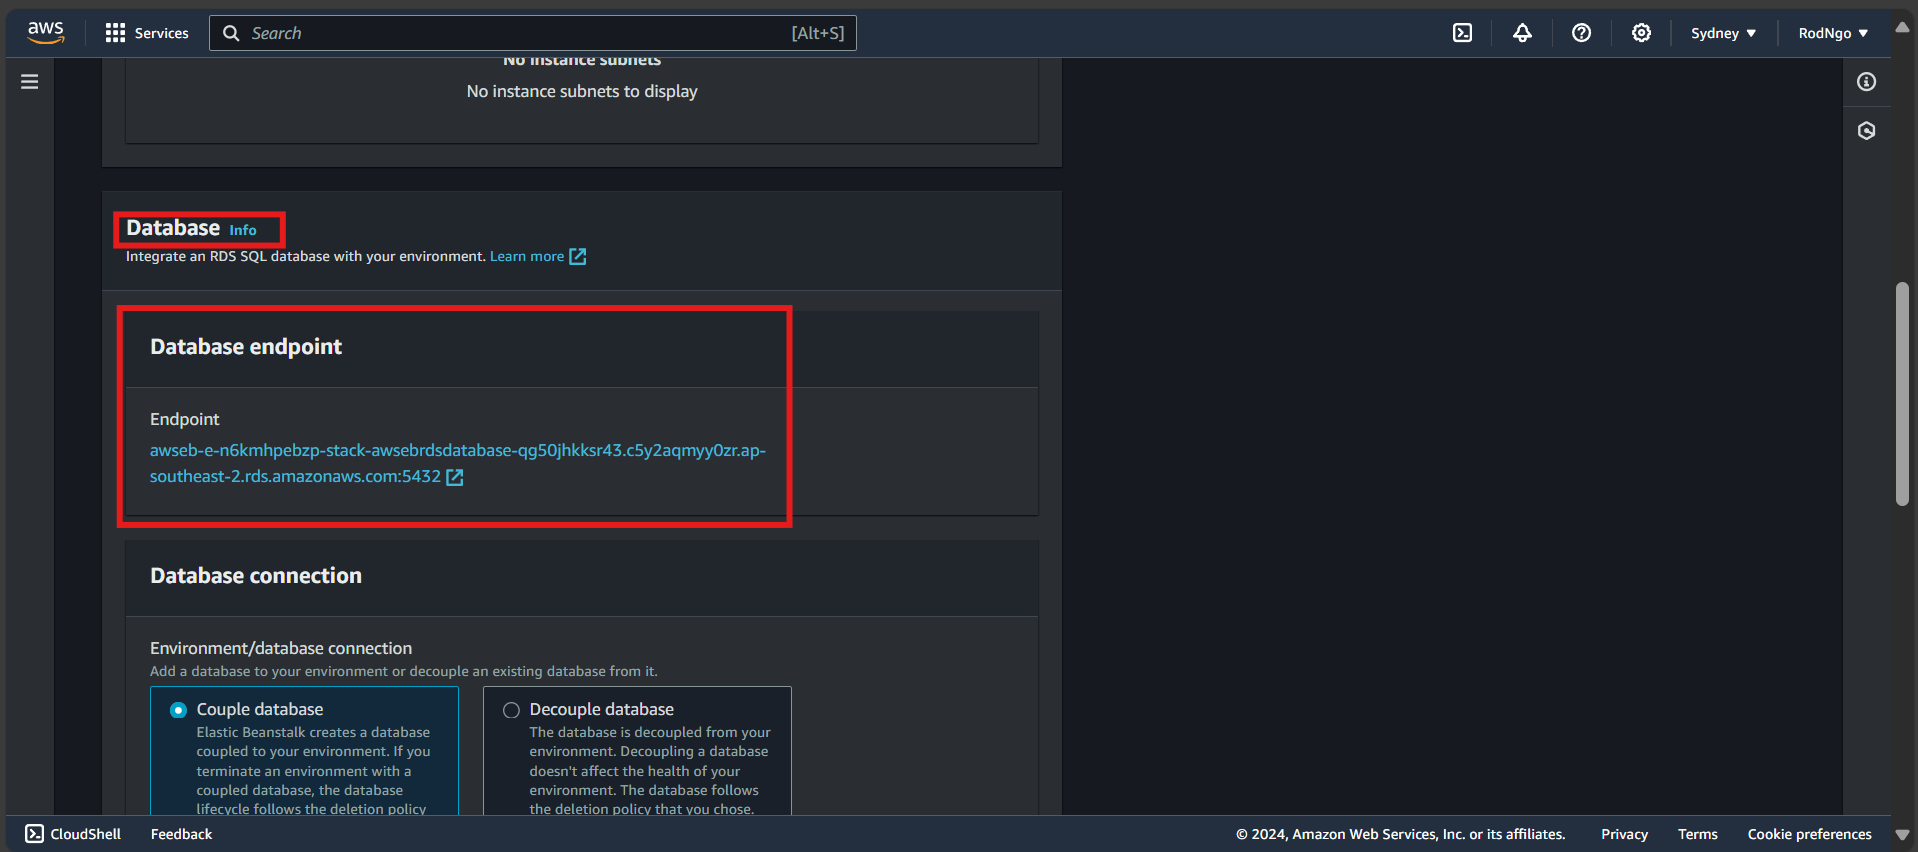 aws
Services
Search
[Alt+S]
Sydney
RodNgo
No instance subnets
No instance subnets to display
Database Info
Integrate an RDS SQL database with your environment. Learn more
Database endpoint
Endpoint
awseb-e-n6kmhpebzp-stack-awsebrdsdatabase-qg50jhkksr43.c5y2aqmyy0zr.ap-
southeast-2.rds.amazonaws.com:5432
Database connection
Environment/database connection
Add a database to your environment or decouple an existing database from it.
Couple database
Elastic Beanstalk creates a database
coupled to your environment. If you
terminate an environment with a
coupled database, the database
lifecycle follows the deletion policy
Decouple database
The database is decoupled from your
environment. Decoupling a database
doesn't affect the health of your
environment. The database follows
the deletion policy that you chose.
CloudShell
Feedback
© 2024, Amazon Web Services, Inc. or its affiliates.
Privacy
Terms
Cookie preferences